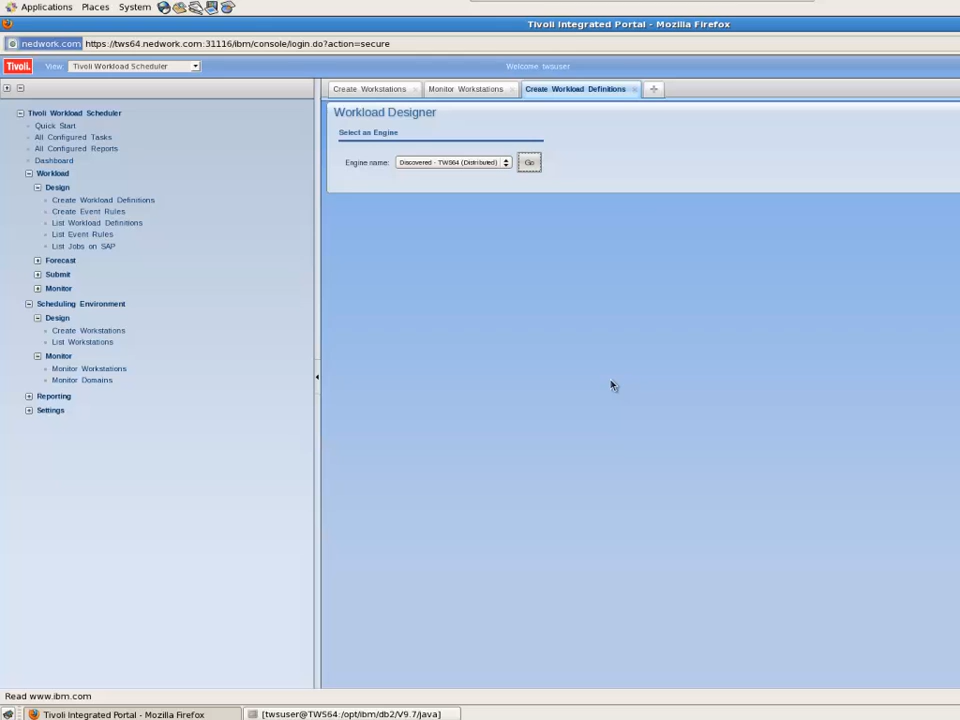 Applications Places System
Tivoli Integrated Portal - Mozilla Firefox
nedwork.com https://tws64.nedwork.com:31116/ibm/console/login.do?action=secure
Tivoli. View: Tivoli Workload Scheduler Welcome twsuser
Create Workstations Monitor Workstations Create Workload Definitions
Workload Designer
Select an Engine
Engine name: Discovered - TWS64 (Distributed) Go
Tivoli Workload Scheduler
Quick Start
All Configured Tasks
All Configured Reports
Dashboard
Workload
Design
Create Workload Definitions
Create Event Rules
List Workload Definitions
List Event Rules
List Jobs on SAP
Forecast
Submit
Monitor
Scheduling Environment
Design
Create Workstations
List Workstations
Monitor
Monitor Workstations
Monitor Domains
Reporting
Settings
Read www.ibm.com
Tivoli Integrated Portal - Mozilla Firefox [twsuser@TWS64:/opt/ibm/db2/V9.7/java]